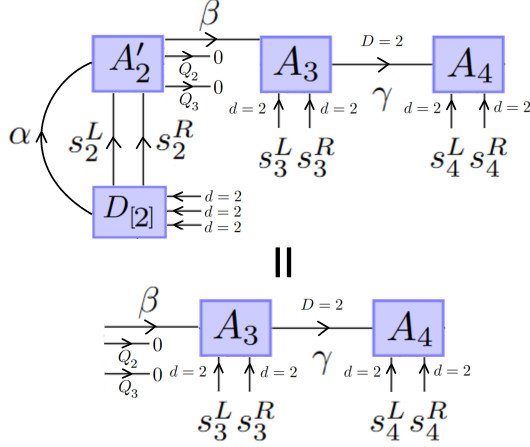 β
A′₂ Q₂ 0 A₃ D = 2 A₄
Q₃ 0 d = 2 d = 2 γ d = 2 d = 2
α s₂ᴸ s₂ᴿ s₃ᴸ s₃ᴿ s₄ᴸ s₄ᴿ
D[2] d = 2
d = 2
d = 2
=
β D = 2
Q₂ 0 A₃ A₄
Q₃ 0 d = 2 d = 2 γ d = 2 d = 2
s₃ᴸ s₃ᴿ s₄ᴸ s₄ᴿ